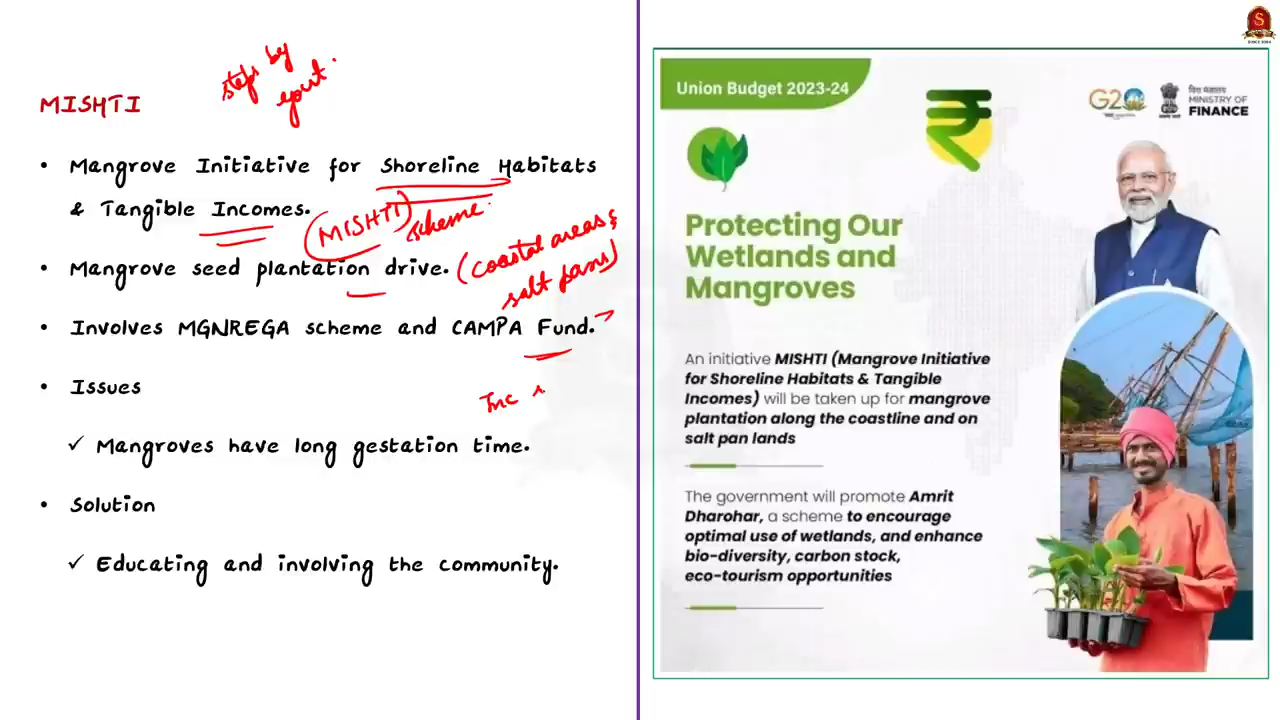 steps by
govt.
MISHTI
• Mangrove Initiative for Shoreline Habitats
& Tangible Incomes.
(MISHTI) scheme.
• Mangrove seed plantation drive. (coastal areas &
salt pans)
• Involves MGNREGA scheme and CAMPA Fund.
• Issues
Inc
✓ Mangroves have long gestation time.
• Solution
✓ Educating and involving the community.
S
SINCE 2004
Union Budget 2023-24
G20
वित्त मंत्रालय
MINISTRY OF
FINANCE
₹
Protecting Our
Wetlands and
Mangroves
An initiative MISHTI (Mangrove Initiative
for Shoreline Habitats & Tangible
Incomes) will be taken up for mangrove
plantation along the coastline and on
salt pan lands
The government will promote Amrit
Dharohar, a scheme to encourage
optimal use of wetlands, and enhance
bio-diversity, carbon stock,
eco-tourism opportunities